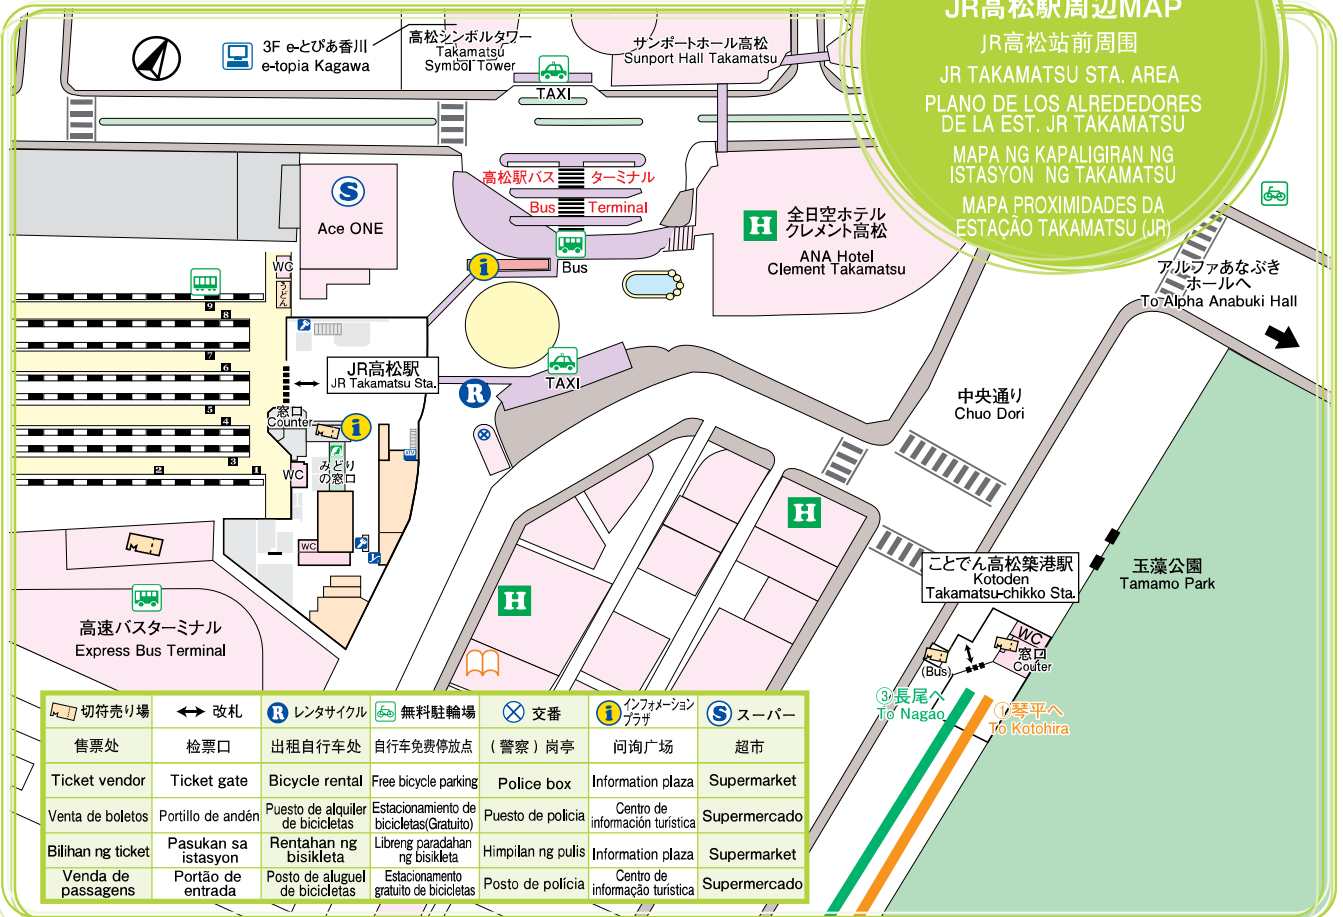 JR高松駅周辺MAP
JR高松站前周围
JR TAKAMATSU STA. AREA
PLANO DE LOS ALREDEDORES
DE LA EST. JR TAKAMATSU
MAPA NG KAPALIGIRAN NG
ISTASYON NG TAKAMATSU
MAPA PROXIMIDADES DA
ESTAÇÃO TAKAMATSU (JR)
3F e-とぴあ香川
e-topia Kagawa
高松シンボルタワー
Takamatsu
Symbol Tower
サンポートホール高松
Sunport Hall Takamatsu
TAXI
高松駅バス ターミナル
Bus Terminal
Bus
S
Ace ONE
H
全日空ホテル
クレメント高松
ANA Hotel
Clement Takamatsu
アルファあなぶき
ホールへ
To Alpha Anabuki Hall
WC
うどん
i
9
8
7
6
5
4
3
2
1
JR高松駅
JR Takamatsu Sta.
TAXI
R
窓口
Counter
i
みどり
の窓口
WC
WC
中央通り
Chuo Dori
H
H
ことでん高松築港駅
Kotoden
Takamatsu-chikko Sta.
玉藻公園
Tamamo Park
WC
窓口
Couter
(Bus)
③長尾へ
To Nagao
①琴平へ
To Kotohira
高速バスターミナル
Express Bus Terminal
切符売り場 改札 R レンタサイクル 無料駐輪場 交番 i インフォメーション プラザ S スーパー
售票处 检票口 出租自行车处 自行车免费停放点 (警察)岗亭 问询广场 超市
Ticket vendor Ticket gate Bicycle rental Free bicycle parking Police box Information plaza Supermarket
Venta de boletos Portillo de andén Puesto de alquiler de bicicletas Estacionamiento de bicicletas(Gratuito) Puesto de policia Centro de información turística Supermercado
Bilihan ng ticket Pasukan sa istasyon Rentahan ng bisikleta Libreng paradahan ng bisikleta Himpilan ng pulis Information plaza Supermarket
Venda de passagens Portão de entrada Posto de aluguel de bicicletas Estacionamento gratuito de bicicletas Posto de polícia Centro de informação turística Supermercado